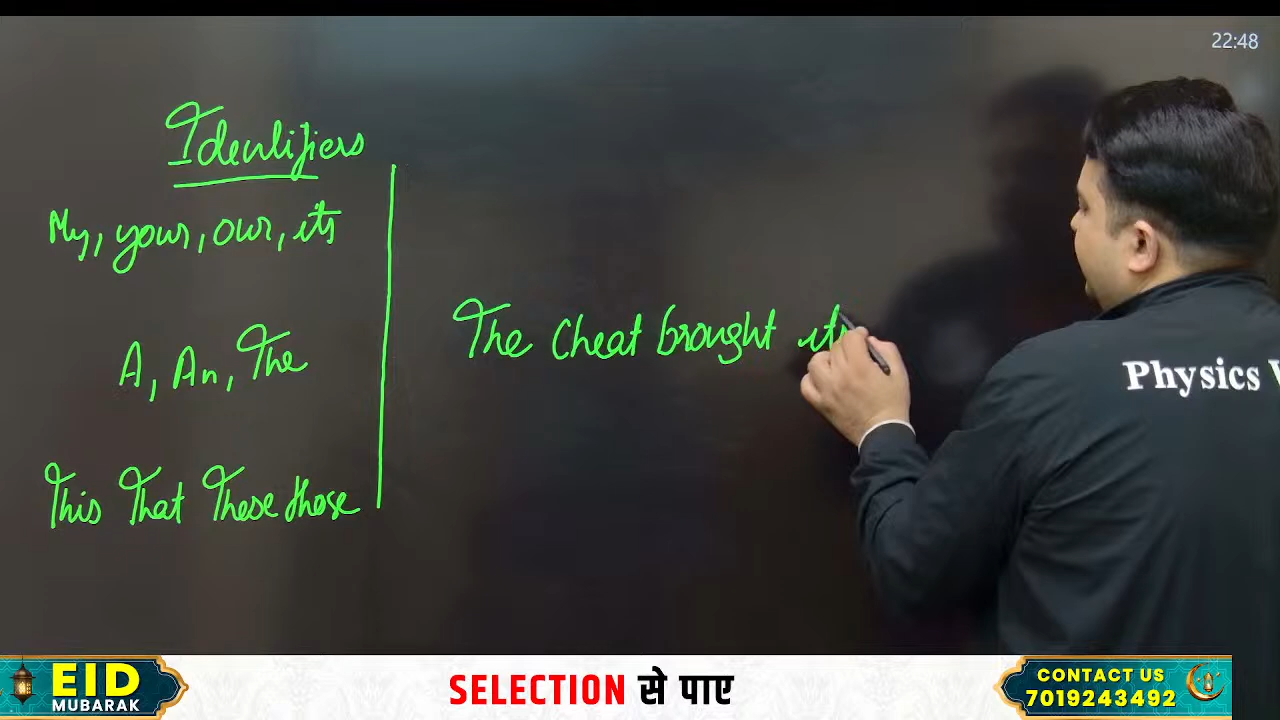 22:48
Identifiers
My, your, our, its
A, An, The
The Cheat brought its
This That These those
Physics
EID
MUBARAK
SELECTION से पाए
CONTACT US
7019243492